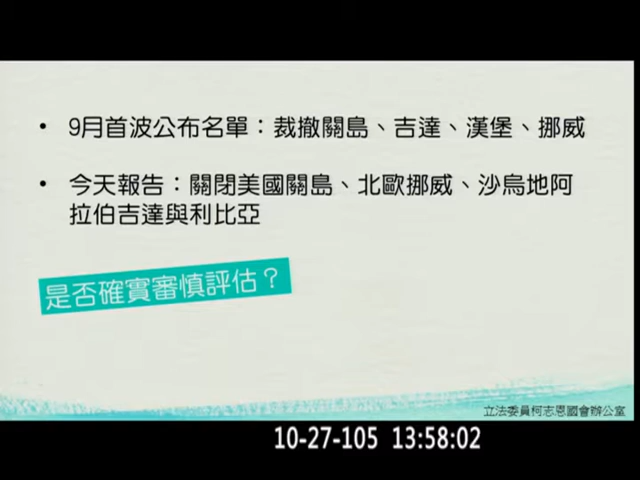 • 9月首波公布名單：裁撤關島、吉達、漢堡、挪威
• 今天報告：關閉美國關島、北歐挪威、沙烏地阿
拉伯吉達與利比亞
是否確實審慎評估？
立法委員柯志恩國會辦公室
10-27-105 13:58:02